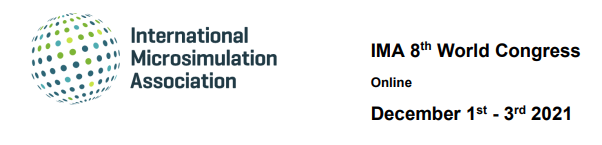 International
Microsimulation
Association
IMA 8th World Congress
Online
December 1st - 3rd 2021